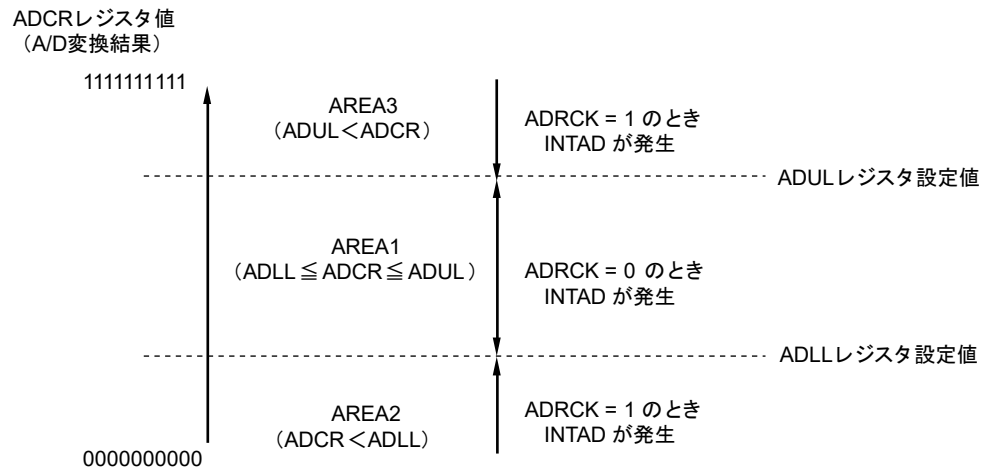 ADCRレジスタ値
（A/D変換結果）
1111111111
AREA3
（ADUL＜ADCR）
ADRCK = 1 のとき
INTAD が発生
ADULレジスタ設定値
AREA1
（ADLL≦ADCR≦ADUL）
ADRCK = 0 のとき
INTAD が発生
ADLLレジスタ設定値
AREA2
（ADCR＜ADLL）
ADRCK = 1 のとき
INTAD が発生
0000000000